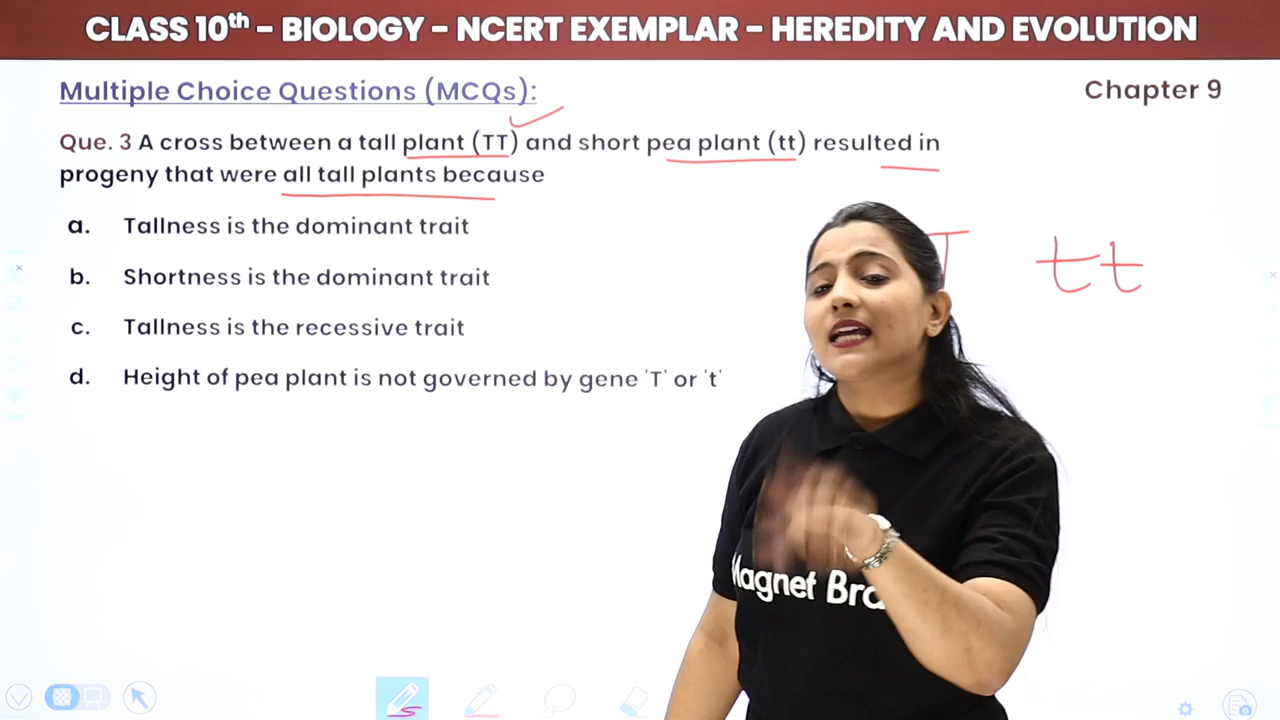 CLASS 10th – BIOLOGY – NCERT EXEMPLAR – HEREDITY AND EVOLUTION
Multiple Choice Questions (MCQs):
Chapter 9
Que. 3 A cross between a tall plant (TT) and short pea plant (tt) resulted in
progeny that were all tall plants because
a. Tallness is the dominant trait
b. Shortness is the dominant trait
c. Tallness is the recessive trait
d. Height of pea plant is not governed by gene 'T' or 't'
T tt
Magnet Bra